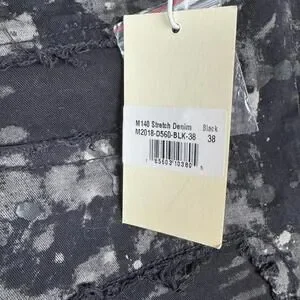 M140 Stretch Denim Black
M2018-D560-BLK-38 38